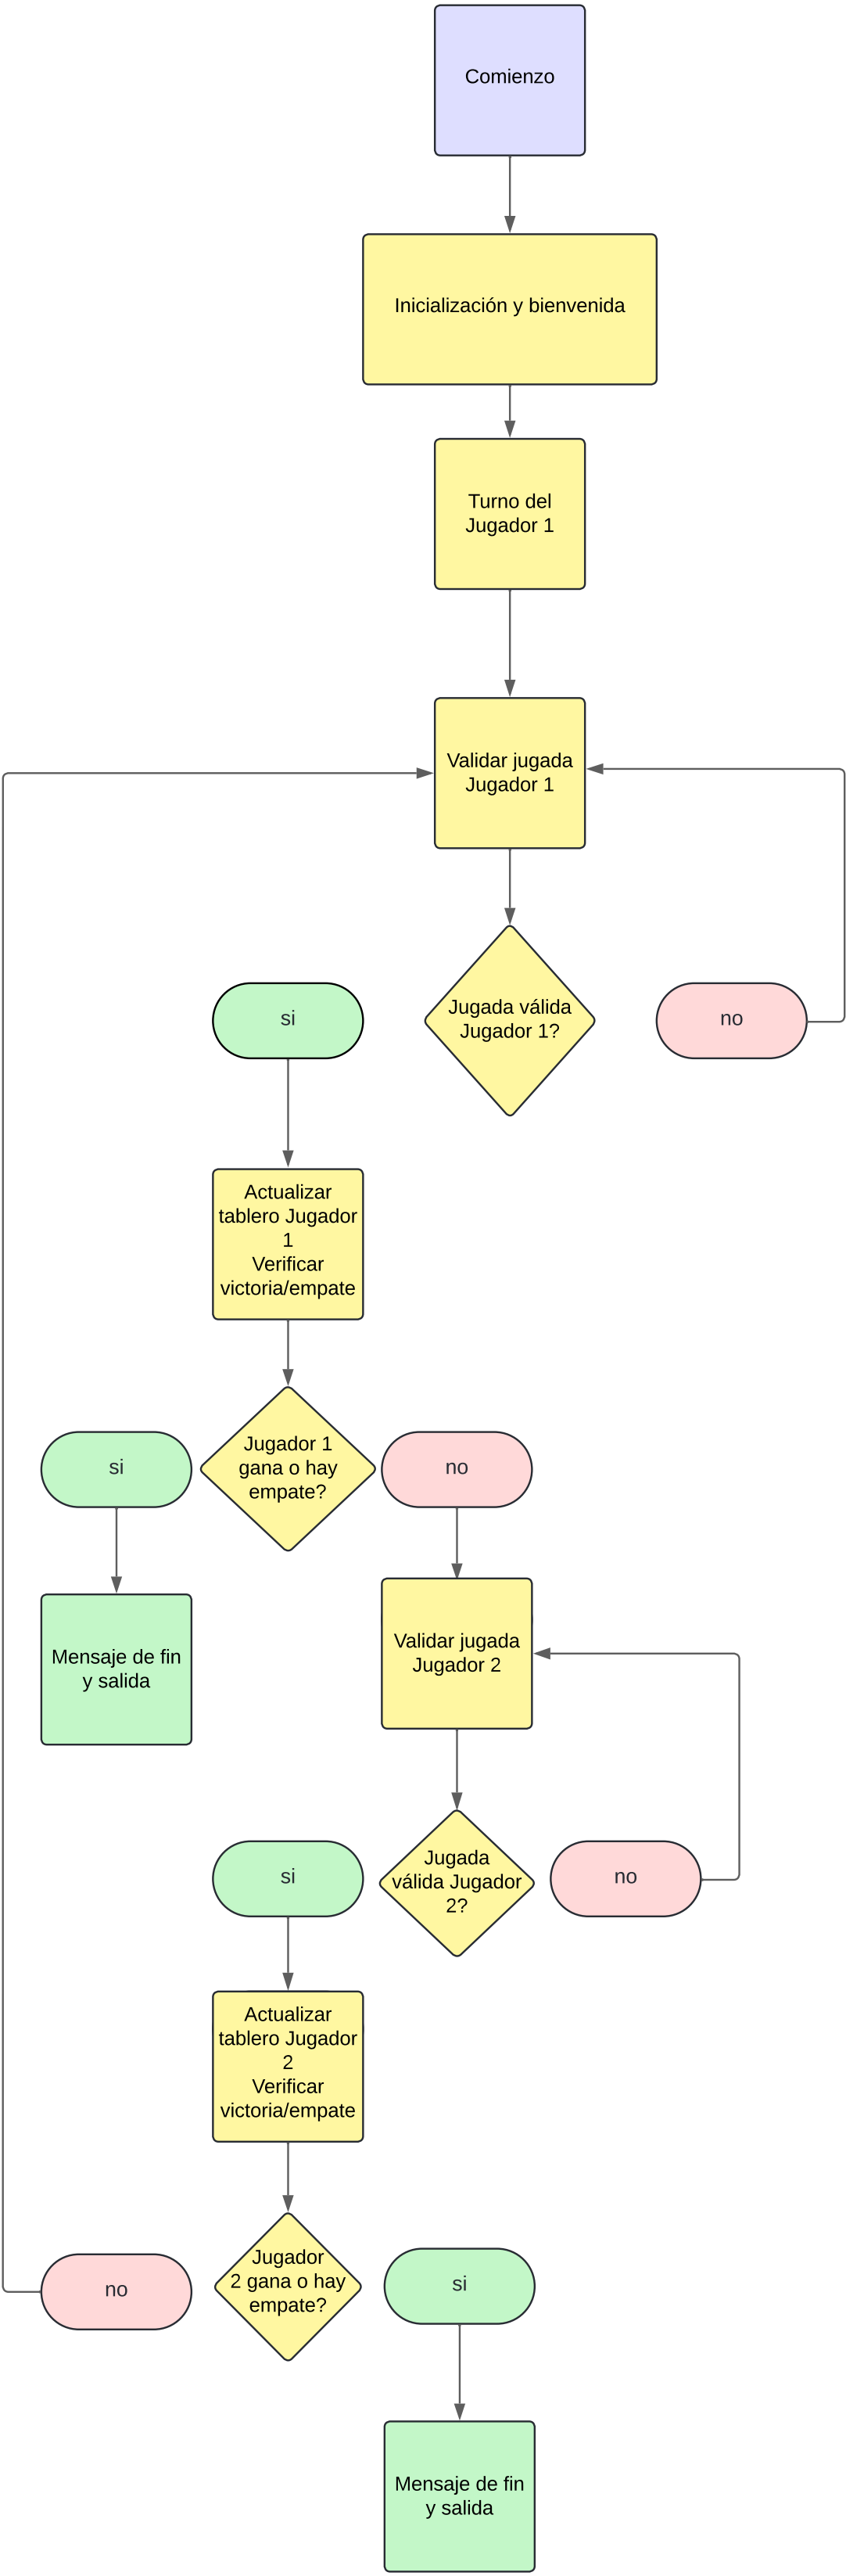 Comienzo
Inicialización y bienvenida
Turno del
Jugador 1
Validar jugada
Jugador 1
si
Jugada válida
Jugador 1?
no
Actualizar
tablero Jugador
1
Verificar
victoria/empate
si
Jugador 1
gana o hay
empate?
no
Mensaje de fin
y salida
Validar jugada
Jugador 2
si
Jugada
válida Jugador
2?
no
Actualizar
tablero Jugador
2
Verificar
victoria/empate
no
Jugador
2 gana o hay
empate?
si
Mensaje de fin
y salida